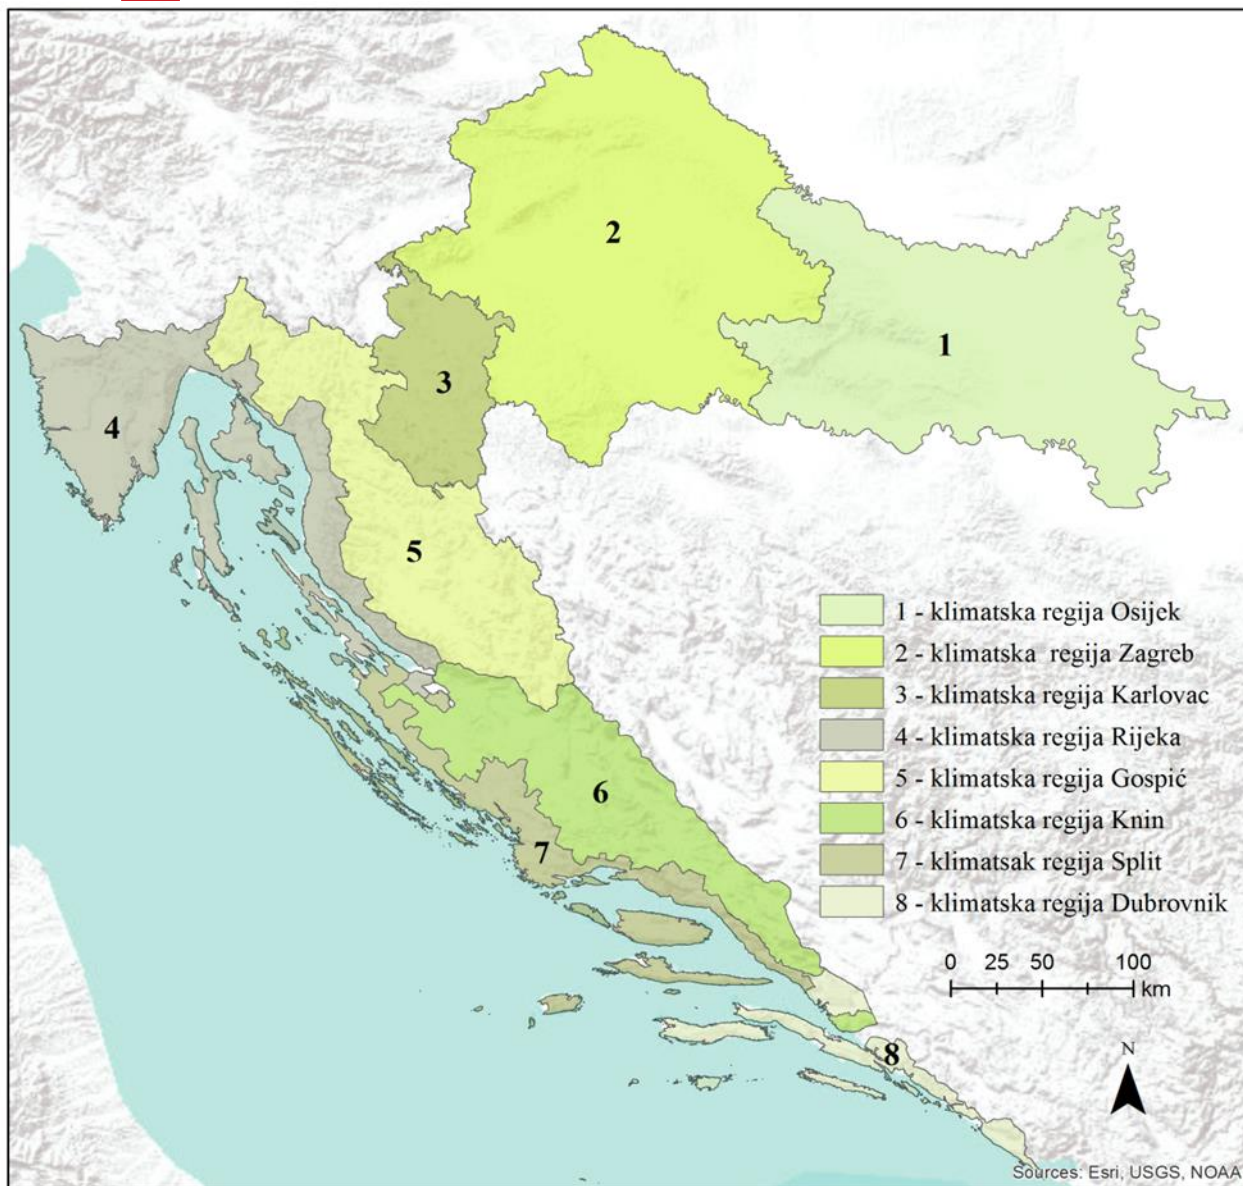 2
1
3
4
5
1 - klimatska regija Osijek
2 - klimatska regija Zagreb
3 - klimatska regija Karlovac
4 - klimatska regija Rijeka
5 - klimatska regija Gospić
6 - klimatska regija Knin
7 - klimatsak regija Split
8 - klimatska regija Dubrovnik
6
7
0 25 50 100
km
8
N
Sources: Esri, USGS, NOAA